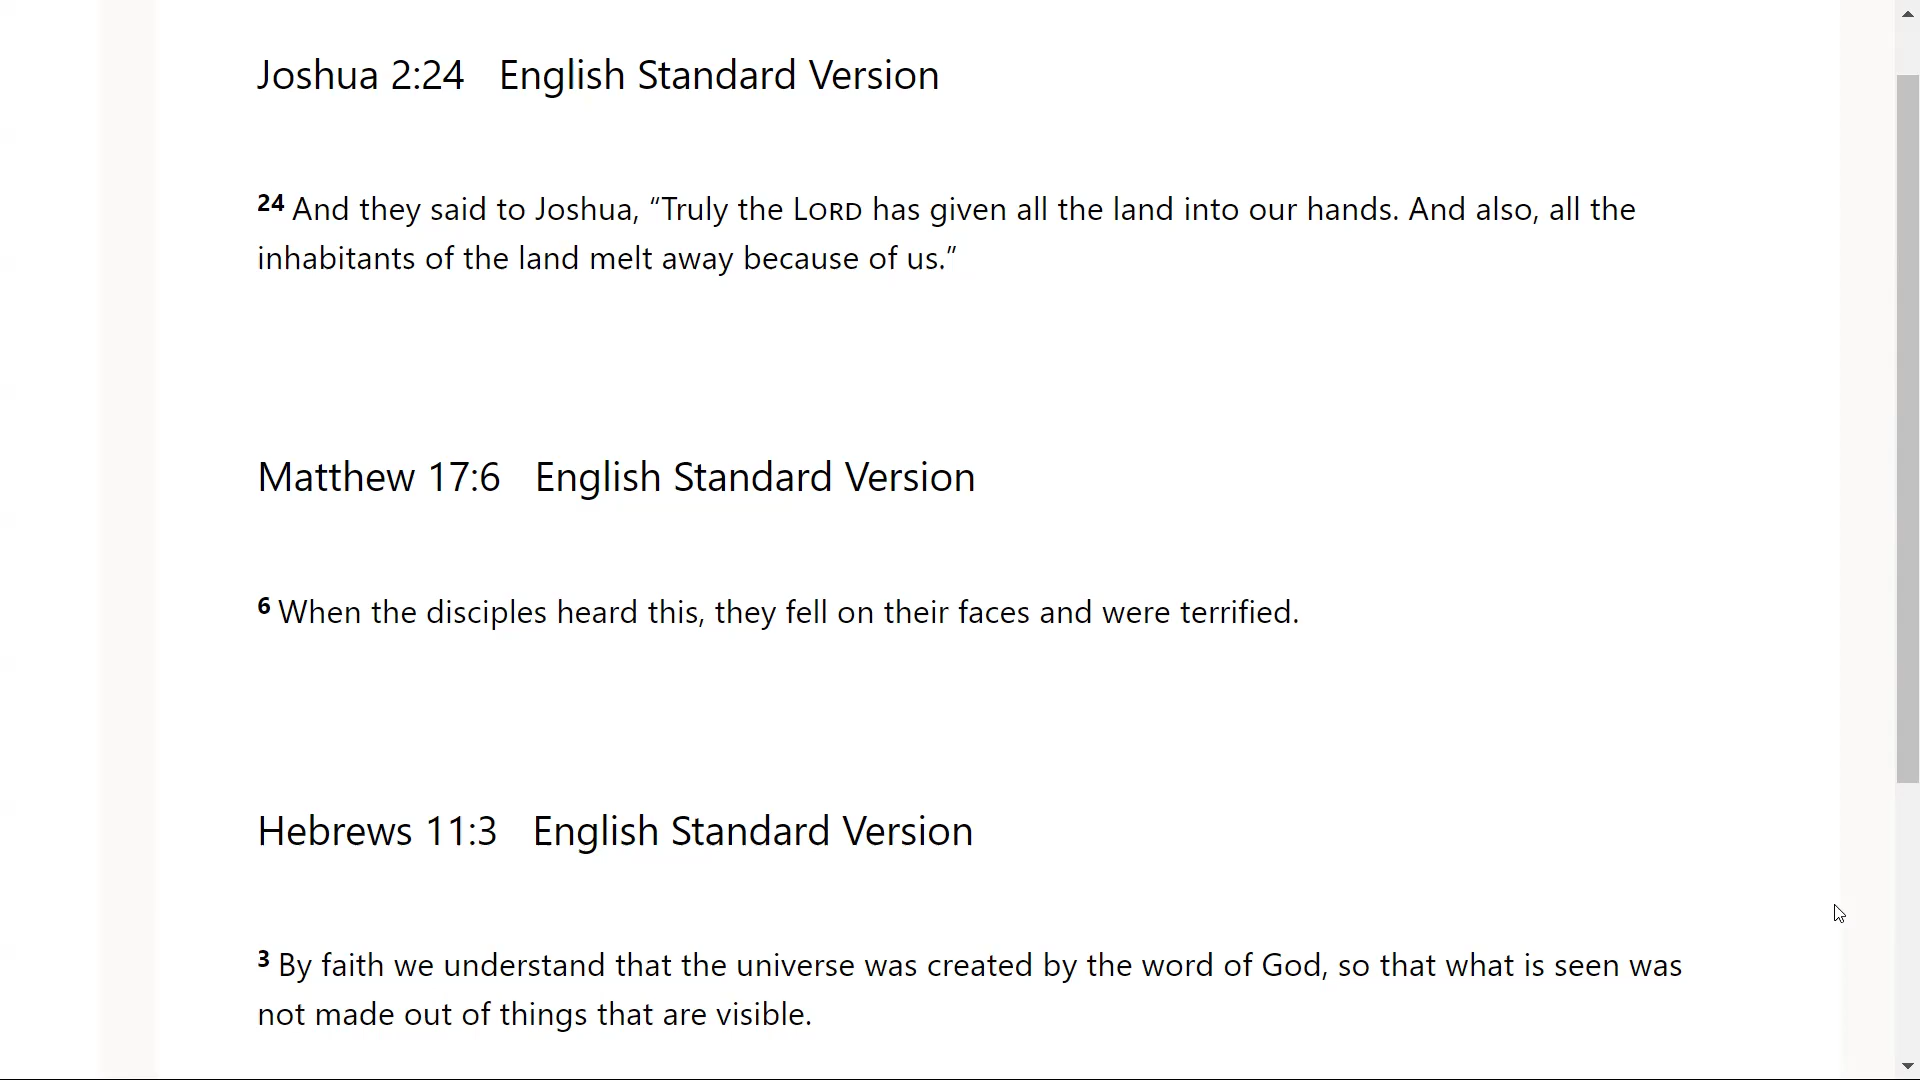 Joshua 2:24 English Standard Version
24 And they said to Joshua, “Truly the LORD has given all the land into our hands. And also, all the
inhabitants of the land melt away because of us.”
Matthew 17:6 English Standard Version
6 When the disciples heard this, they fell on their faces and were terrified.
Hebrews 11:3 English Standard Version
3 By faith we understand that the universe was created by the word of God, so that what is seen was
not made out of things that are visible.